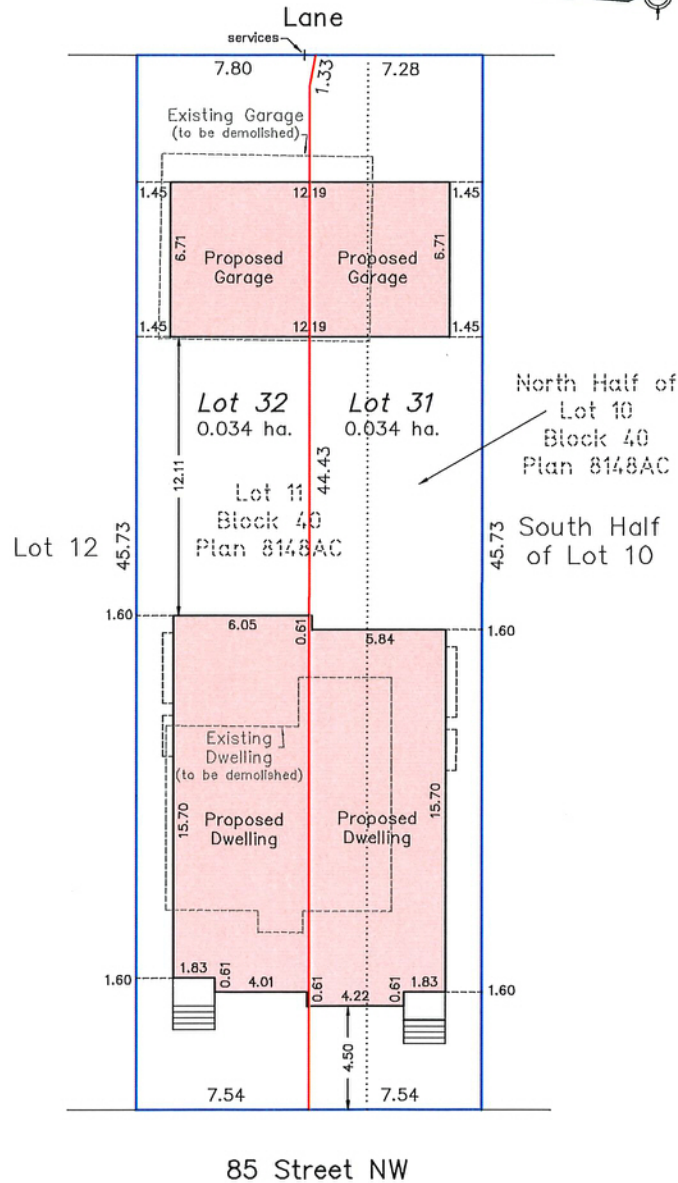 Lane
services
7.80
1.33
7.28
Existing Garage
(to be demolished)
1.45
12.19
1.45
6.71
Proposed
Garage
Proposed
Garage
6.71
1.45
12.19
1.45
Lot 32
0.034 ha.
Lot 31
0.034 ha.
North Half of
Lot 10
Block 40
Plan 8148AC
12.11
44.43
Lot 11
Block 40
Plan 8148AC
Lot 12
45.73
45.73
South Half
of Lot 10
1.60
6.05
0.61
5.84
1.60
Existing
Dwelling
(to be demolished)
15.70
Proposed
Dwelling
Proposed
Dwelling
15.70
1.60
1.83
0.61
4.01
0.61
4.22
0.61
1.83
1.60
4.50
7.54
7.54
85 Street NW